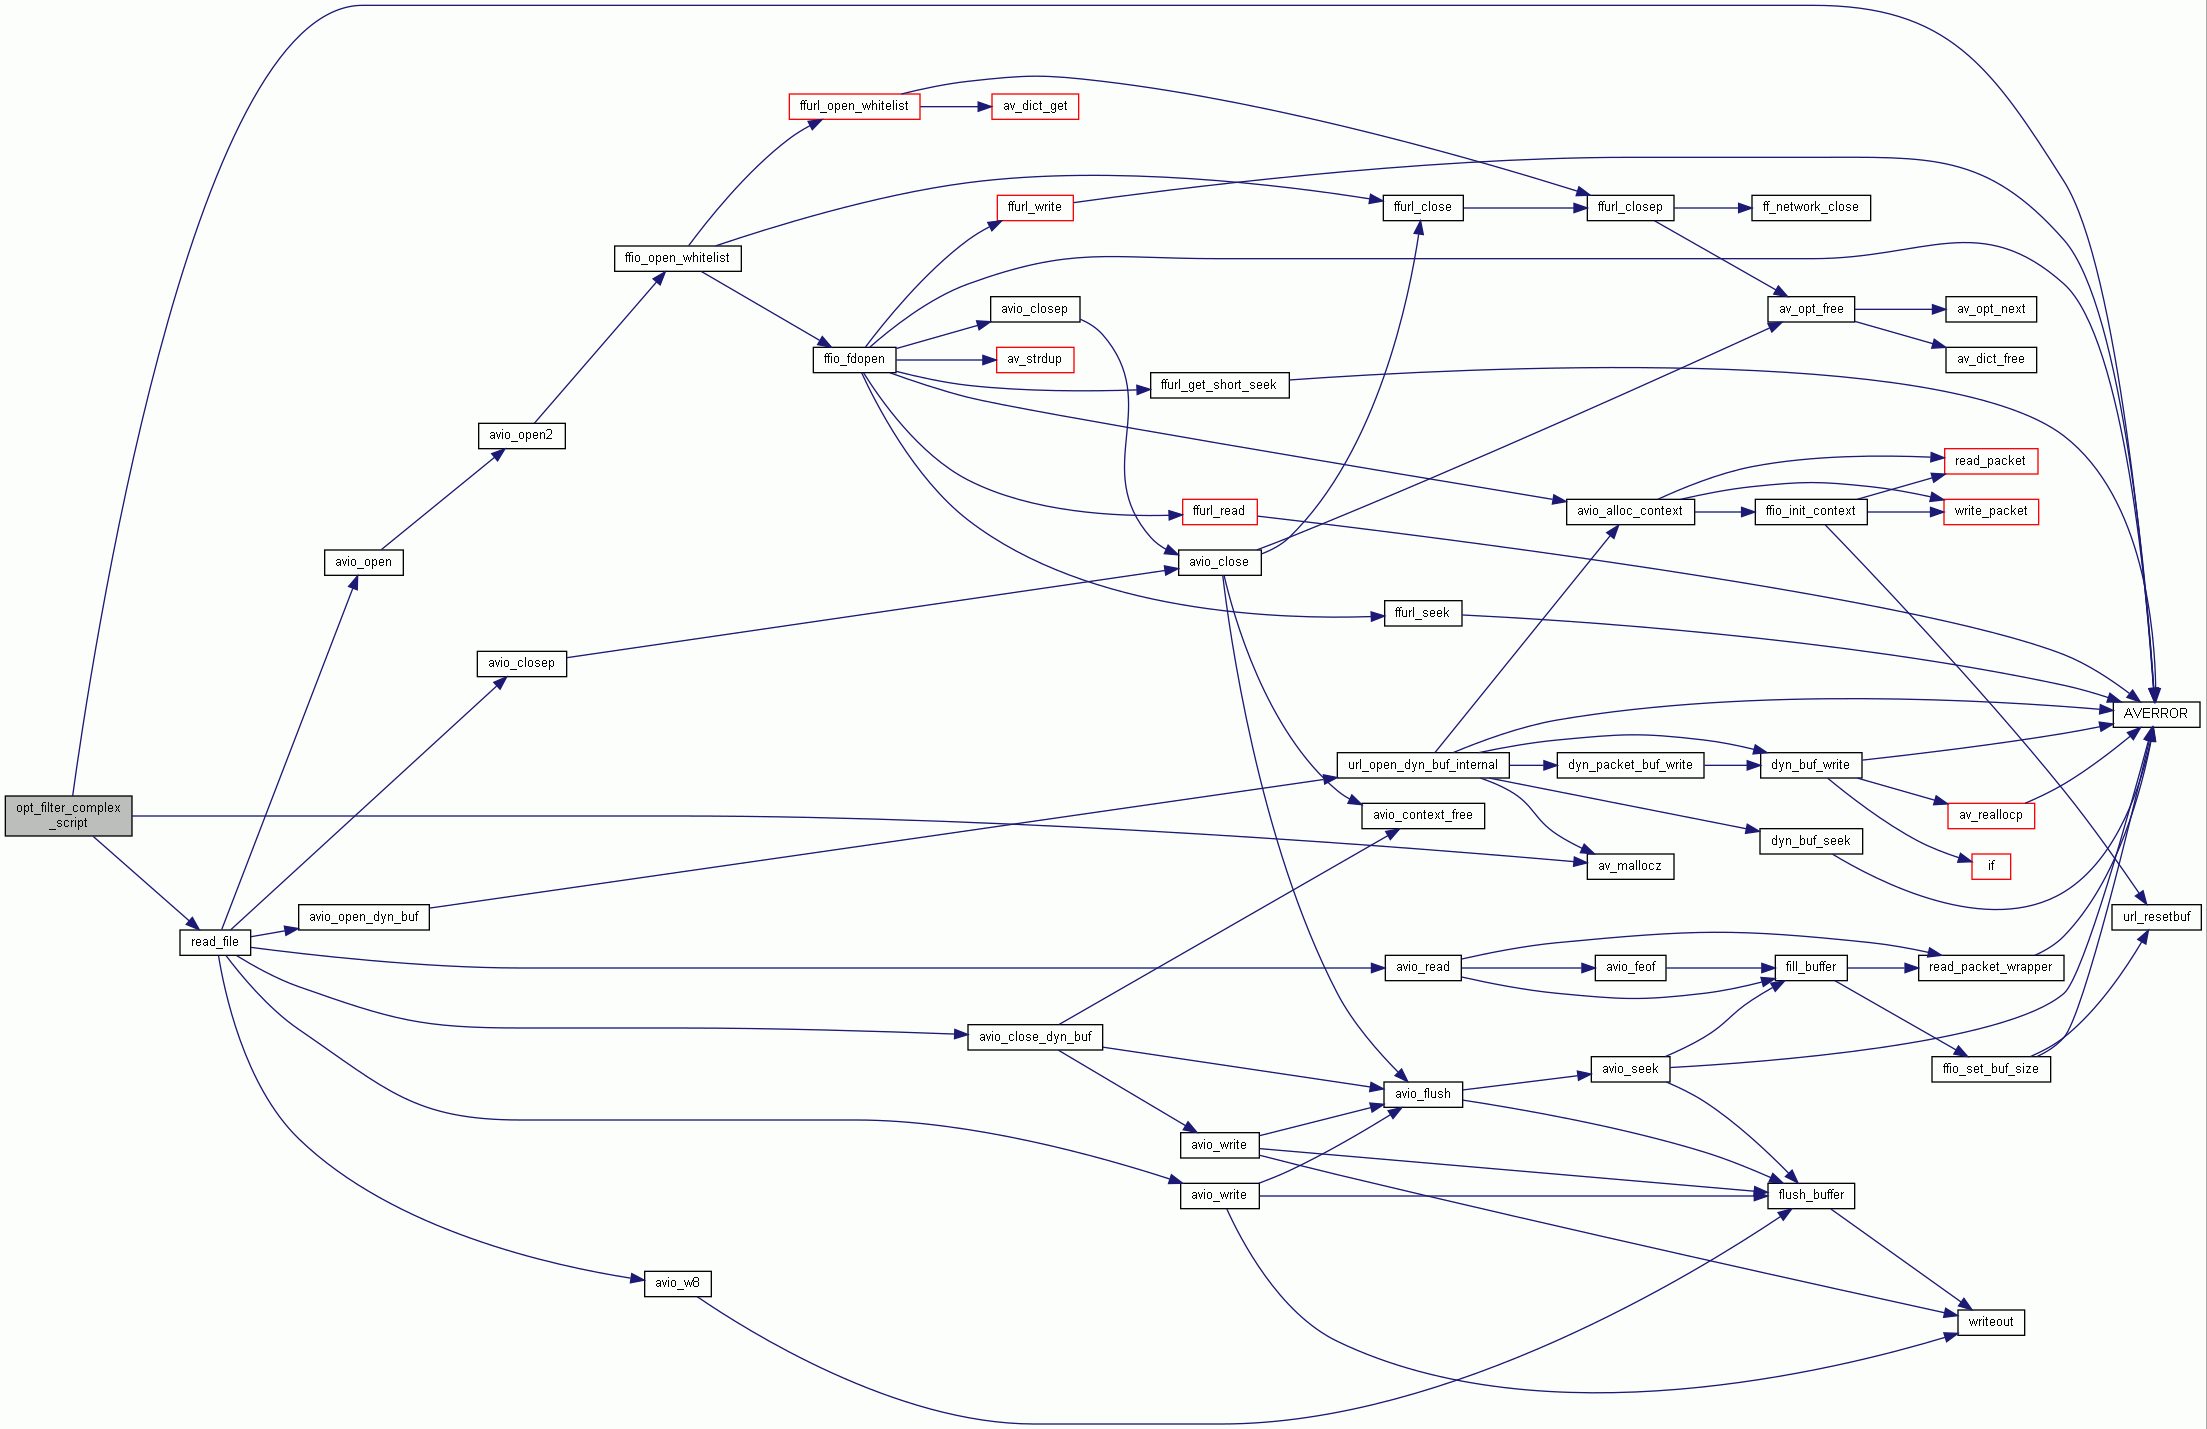 ffurl_open_whitelist
av_dict_get
ffurl_write
ffurl_close
ffurl_closep
ff_network_close
ffio_open_whitelist
avio_closep
av_opt_free
av_opt_next
ffio_fdopen
av_strdup
av_dict_free
ffurl_get_short_seek
avio_open2
read_packet
ffurl_read
avio_alloc_context
ffio_init_context
write_packet
avio_open
avio_close
ffurl_seek
avio_closep
AVERROR
url_open_dyn_buf_internal
dyn_packet_buf_write
dyn_buf_write
opt_filter_complex
_script
avio_context_free
av_reallocp
dyn_buf_seek
av_mallocz
if
avio_open_dyn_buf
url_resetbuf
read_file
avio_read
avio_feof
fill_buffer
read_packet_wrapper
avio_close_dyn_buf
avio_seek
ffio_set_buf_size
avio_flush
avio_write
avio_write
flush_buffer
avio_w8
writeout